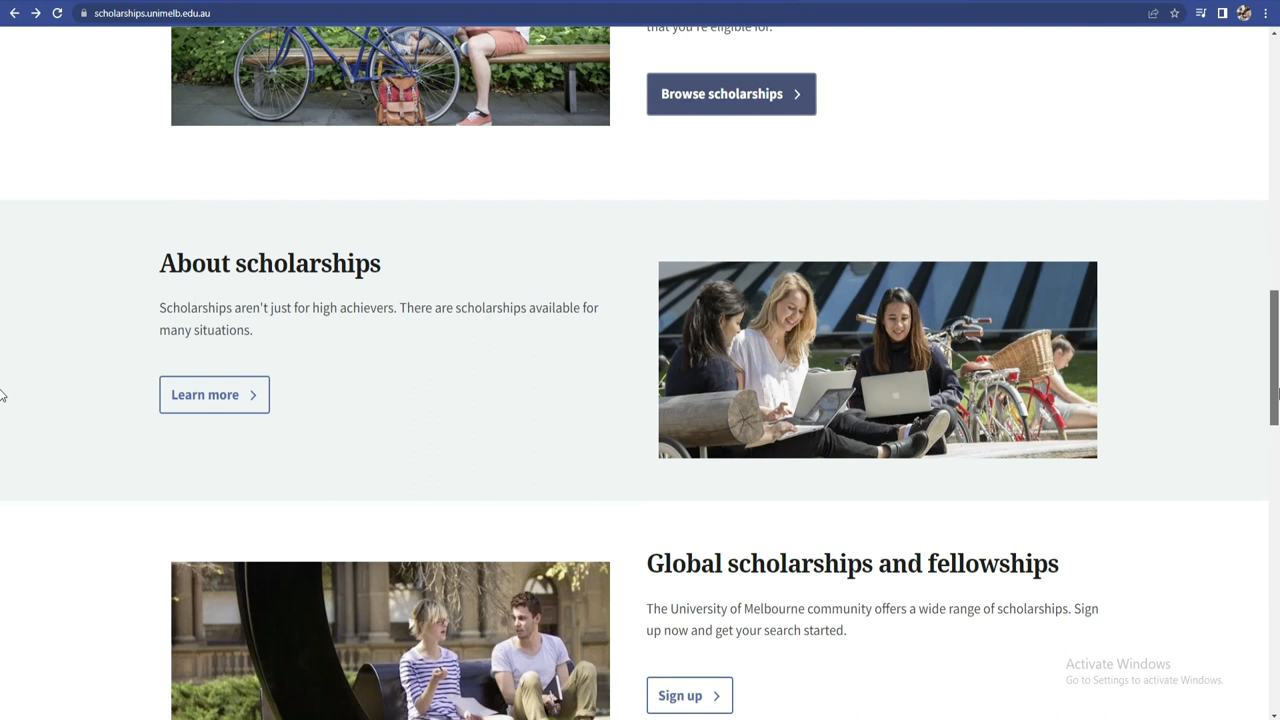 scholarships.unimelb.edu.au
that you're eligible for.
Browse scholarships
About scholarships
Scholarships aren't just for high achievers. There are scholarships available for
many situations.
Learn more
Global scholarships and fellowships
The University of Melbourne community offers a wide range of scholarships. Sign
up now and get your search started.
Sign up
Activate Windows
Go to Settings to activate Windows.